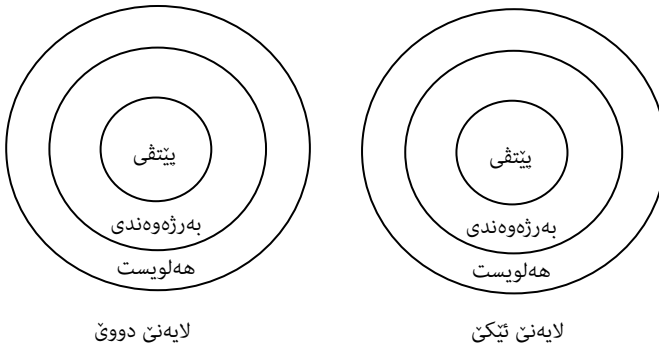 پێتڤی
بەرژەوەندی
هەلویست
لایەنێ ئێکێ
پێتڤی
بەرژەوەندی
هەلویست
لایەنێ دووێ